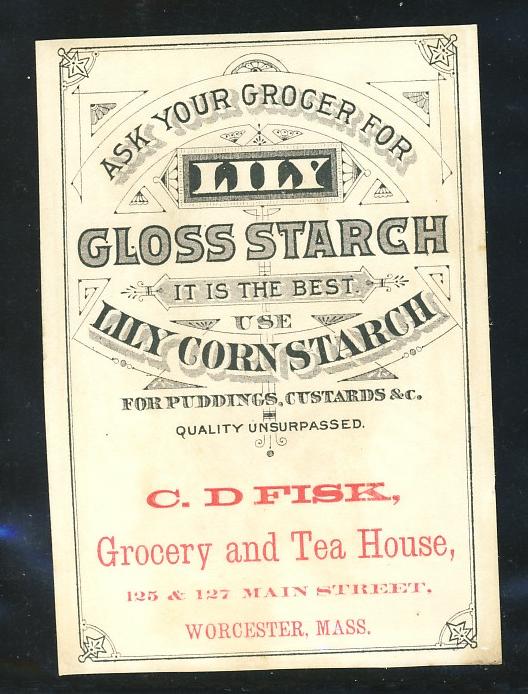 ASK YOUR GROCER FOR
LILY
GLOSS STARCH
IT IS THE BEST.
USE
LILY CORN STARCH
FOR PUDDINGS, CUSTARDS &c.
QUALITY UNSURPASSED.
C. D FISK,
Grocery and Tea House,
125 & 127 MAIN STREET,
WORCESTER, MASS.